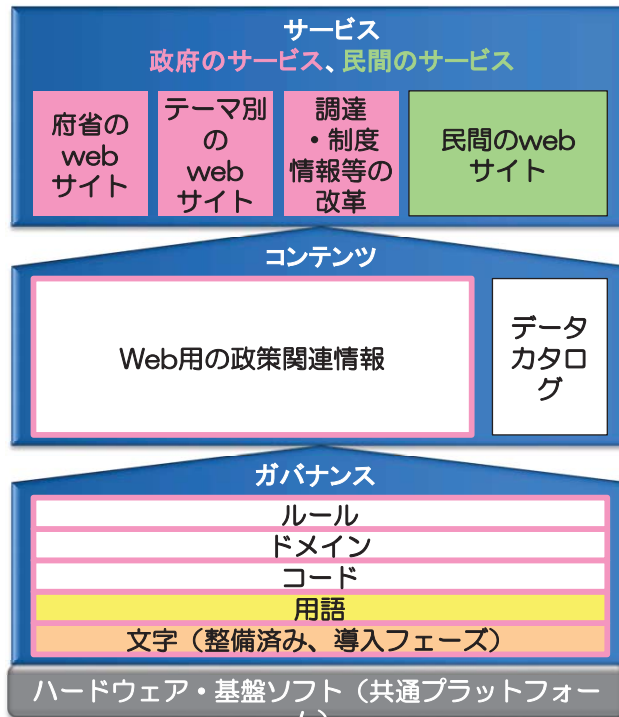 サービス
政府のサービス、民間のサービス
府省の
web
サイト
テーマ別
の
web
サイト
調達
・制度
情報等の
改革
民間のweb
サイト
コンテンツ
Web用の政策関連情報
データ
カタロ
グ
ガバナンス
ルール
ドメイン
コード
用語
文字（整備済み、導入フェーズ）
ハードウェア・基盤ソフト（共通プラットフォー